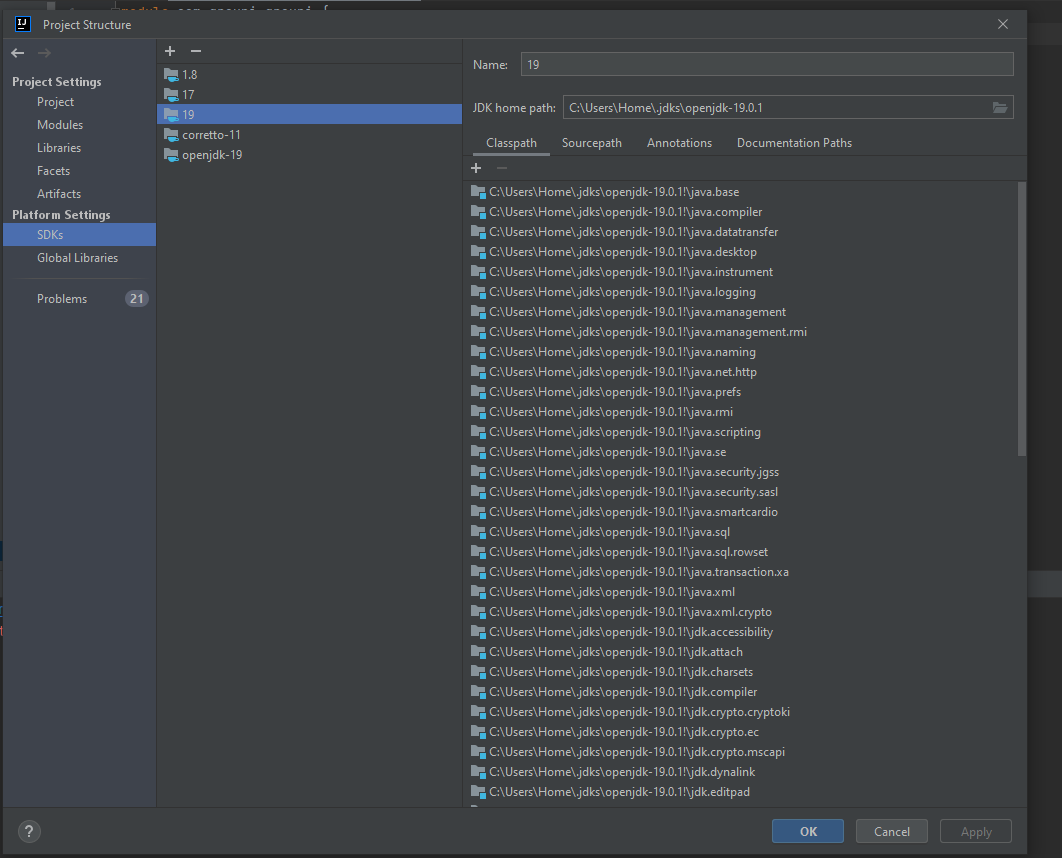 module com.groupi.groupi {
IJ
Project Structure
+ −
Project Settings
Project
Modules
Libraries
Facets
Artifacts
Platform Settings
SDKs
Global Libraries
Problems 21
1.8
17
19
corretto-11
openjdk-19
Name: 19
JDK home path: C:\Users\Home\.jdks\openjdk-19.0.1
Classpath Sourcepath Annotations Documentation Paths
+ −
C:\Users\Home\.jdks\openjdk-19.0.1!\java.base
C:\Users\Home\.jdks\openjdk-19.0.1!\java.compiler
C:\Users\Home\.jdks\openjdk-19.0.1!\java.datatransfer
C:\Users\Home\.jdks\openjdk-19.0.1!\java.desktop
C:\Users\Home\.jdks\openjdk-19.0.1!\java.instrument
C:\Users\Home\.jdks\openjdk-19.0.1!\java.logging
C:\Users\Home\.jdks\openjdk-19.0.1!\java.management
C:\Users\Home\.jdks\openjdk-19.0.1!\java.management.rmi
C:\Users\Home\.jdks\openjdk-19.0.1!\java.naming
C:\Users\Home\.jdks\openjdk-19.0.1!\java.net.http
C:\Users\Home\.jdks\openjdk-19.0.1!\java.prefs
C:\Users\Home\.jdks\openjdk-19.0.1!\java.rmi
C:\Users\Home\.jdks\openjdk-19.0.1!\java.scripting
C:\Users\Home\.jdks\openjdk-19.0.1!\java.se
C:\Users\Home\.jdks\openjdk-19.0.1!\java.security.jgss
C:\Users\Home\.jdks\openjdk-19.0.1!\java.security.sasl
C:\Users\Home\.jdks\openjdk-19.0.1!\java.smartcardio
C:\Users\Home\.jdks\openjdk-19.0.1!\java.sql
C:\Users\Home\.jdks\openjdk-19.0.1!\java.sql.rowset
C:\Users\Home\.jdks\openjdk-19.0.1!\java.transaction.xa
C:\Users\Home\.jdks\openjdk-19.0.1!\java.xml
C:\Users\Home\.jdks\openjdk-19.0.1!\java.xml.crypto
C:\Users\Home\.jdks\openjdk-19.0.1!\jdk.accessibility
C:\Users\Home\.jdks\openjdk-19.0.1!\jdk.attach
C:\Users\Home\.jdks\openjdk-19.0.1!\jdk.charsets
C:\Users\Home\.jdks\openjdk-19.0.1!\jdk.compiler
C:\Users\Home\.jdks\openjdk-19.0.1!\jdk.crypto.cryptoki
C:\Users\Home\.jdks\openjdk-19.0.1!\jdk.crypto.ec
C:\Users\Home\.jdks\openjdk-19.0.1!\jdk.crypto.mscapi
C:\Users\Home\.jdks\openjdk-19.0.1!\jdk.dynalink
C:\Users\Home\.jdks\openjdk-19.0.1!\jdk.editpad
?
OK Cancel Apply